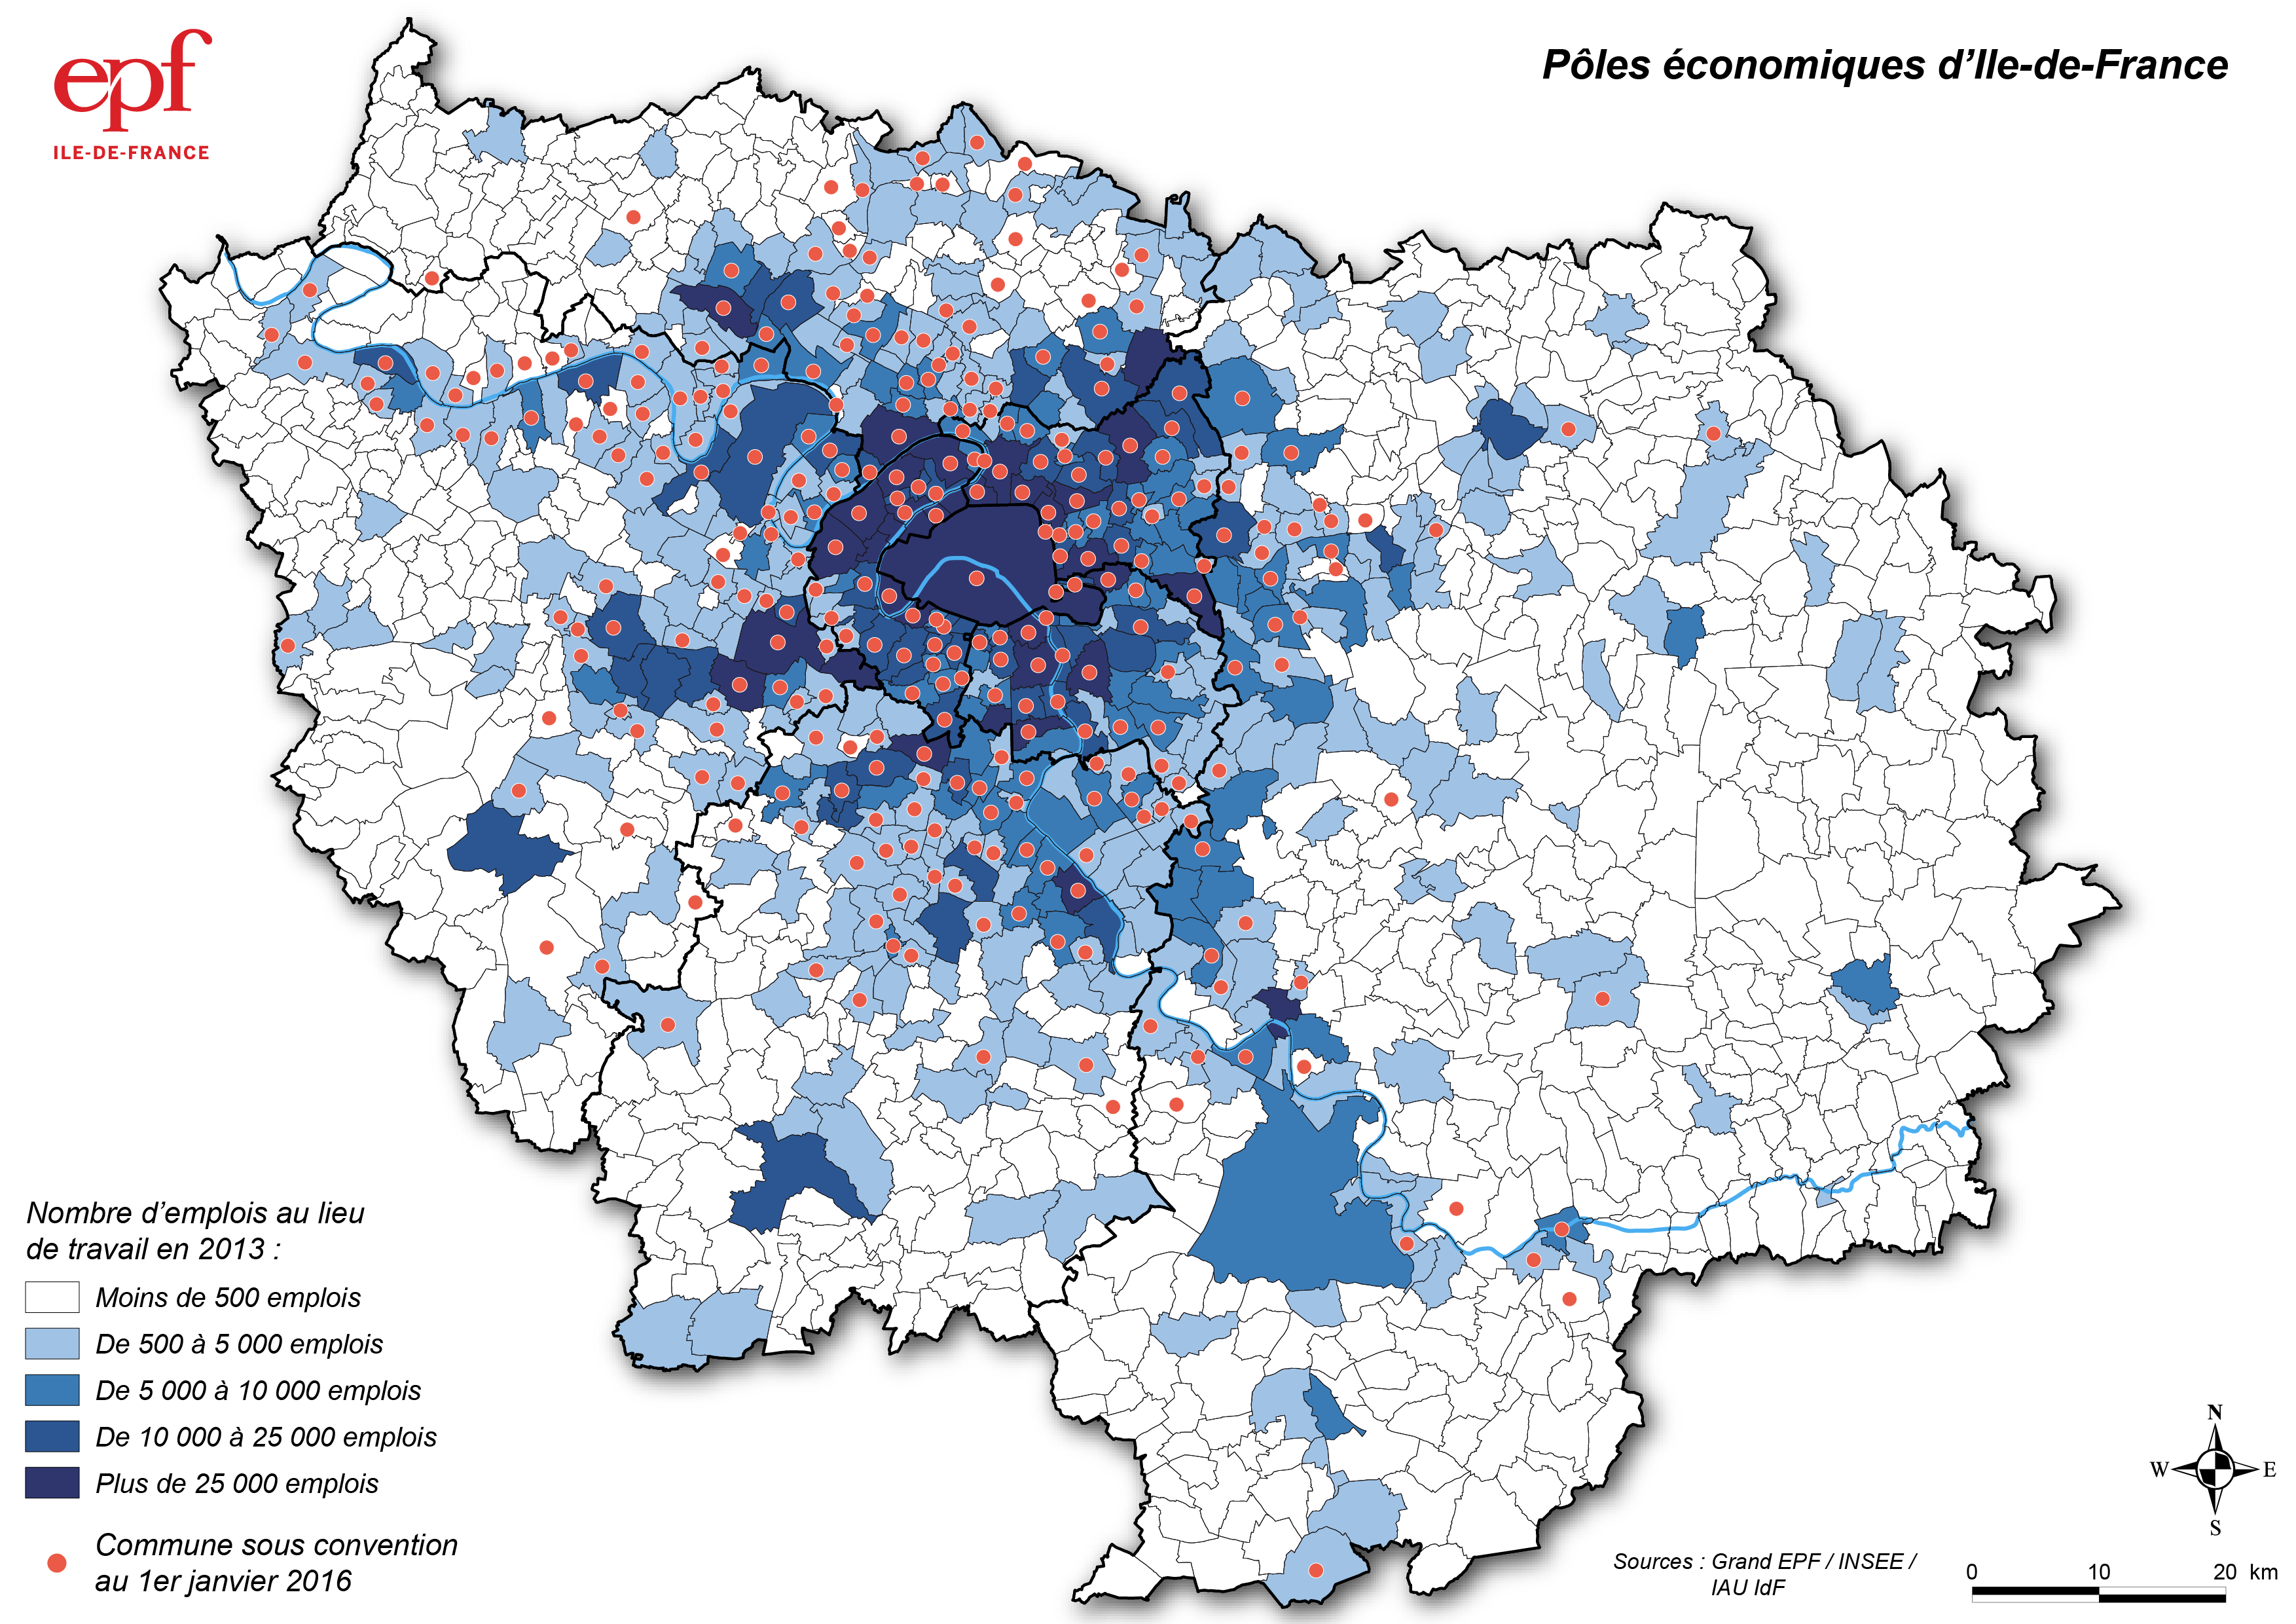 epf
ILE-DE-FRANCE
Pôles économiques d’Ile-de-France
Nombre d’emplois au lieu
de travail en 2013 :
Moins de 500 emplois
De 500 à 5 000 emplois
De 5 000 à 10 000 emplois
De 10 000 à 25 000 emplois
Plus de 25 000 emplois
Commune sous convention
au 1er janvier 2016
N
W E
S
Sources : Grand EPF / INSEE /
IAU IdF
0 10 20 km